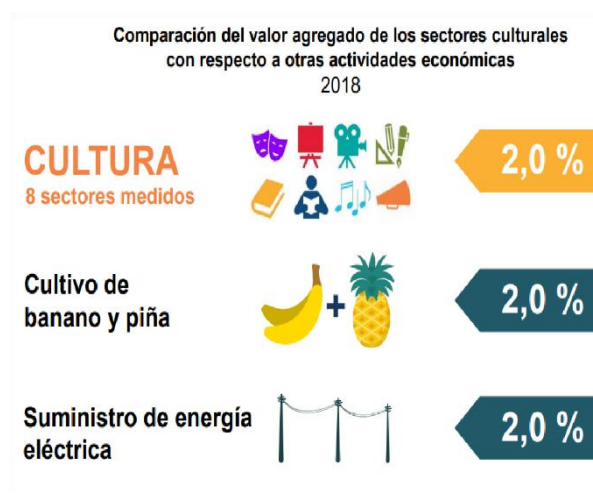 Comparación del valor agregado de los sectores culturales
con respecto a otras actividades económicas
2018
CULTURA
8 sectores medidos
2,0 %
Cultivo de
banano y piña
+
2,0 %
Suministro de energía
eléctrica
2,0 %